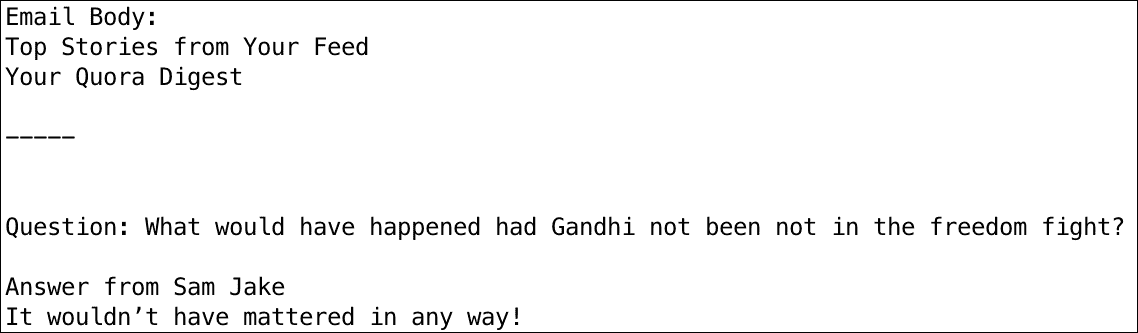 Email Body:
Top Stories from Your Feed
Your Quora Digest
-----
Question: What would have happened had Gandhi not been not in the freedom fight?
Answer from Sam Jake
It wouldn’t have mattered in any way!